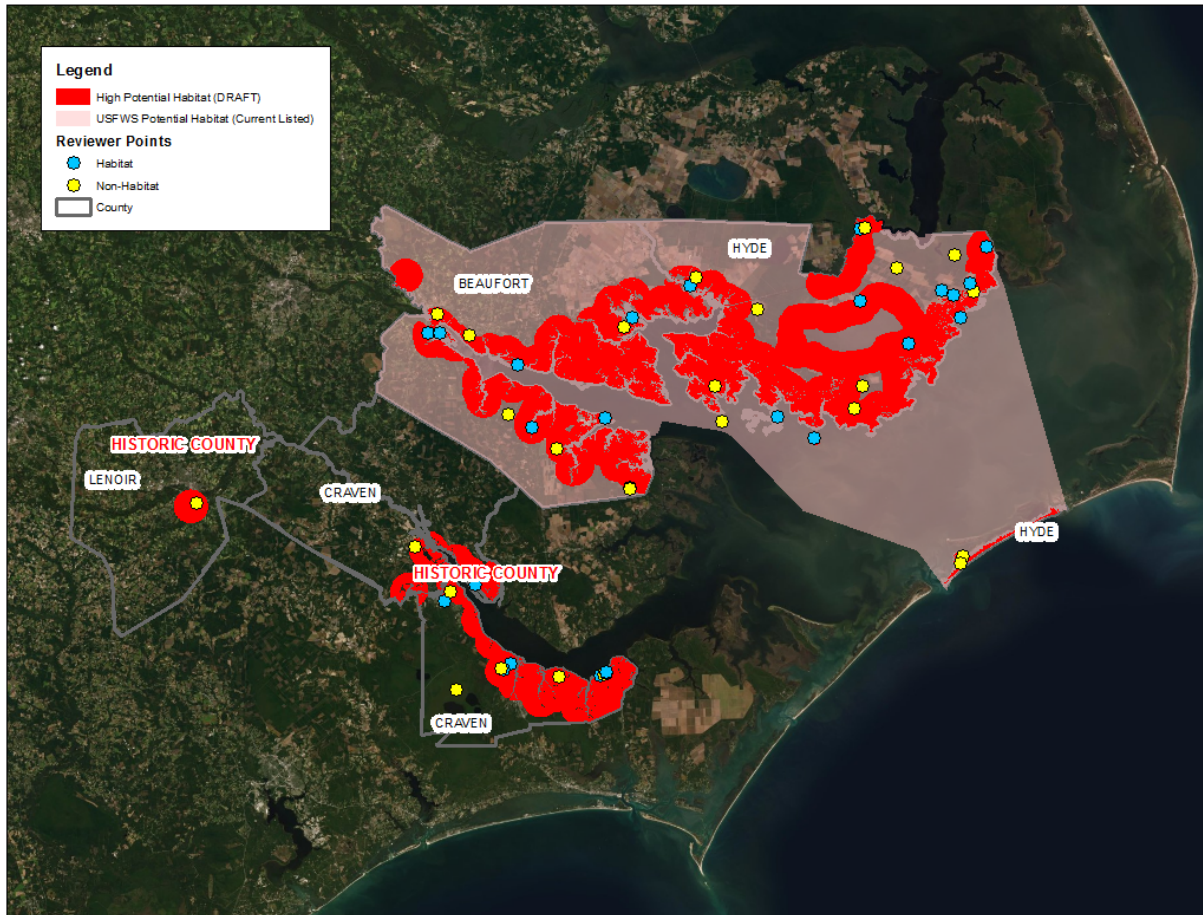 Legend
High Potential Habitat (DRAFT)
USFWS Potential Habitat (Current Listed)
Reviewer Points
Habitat
Non-Habitat
County
HYDE
BEAUFORT
HISTORIC COUNTY
LENOIR
CRAVEN
HYDE
HISTORIC COUNTY
CRAVEN